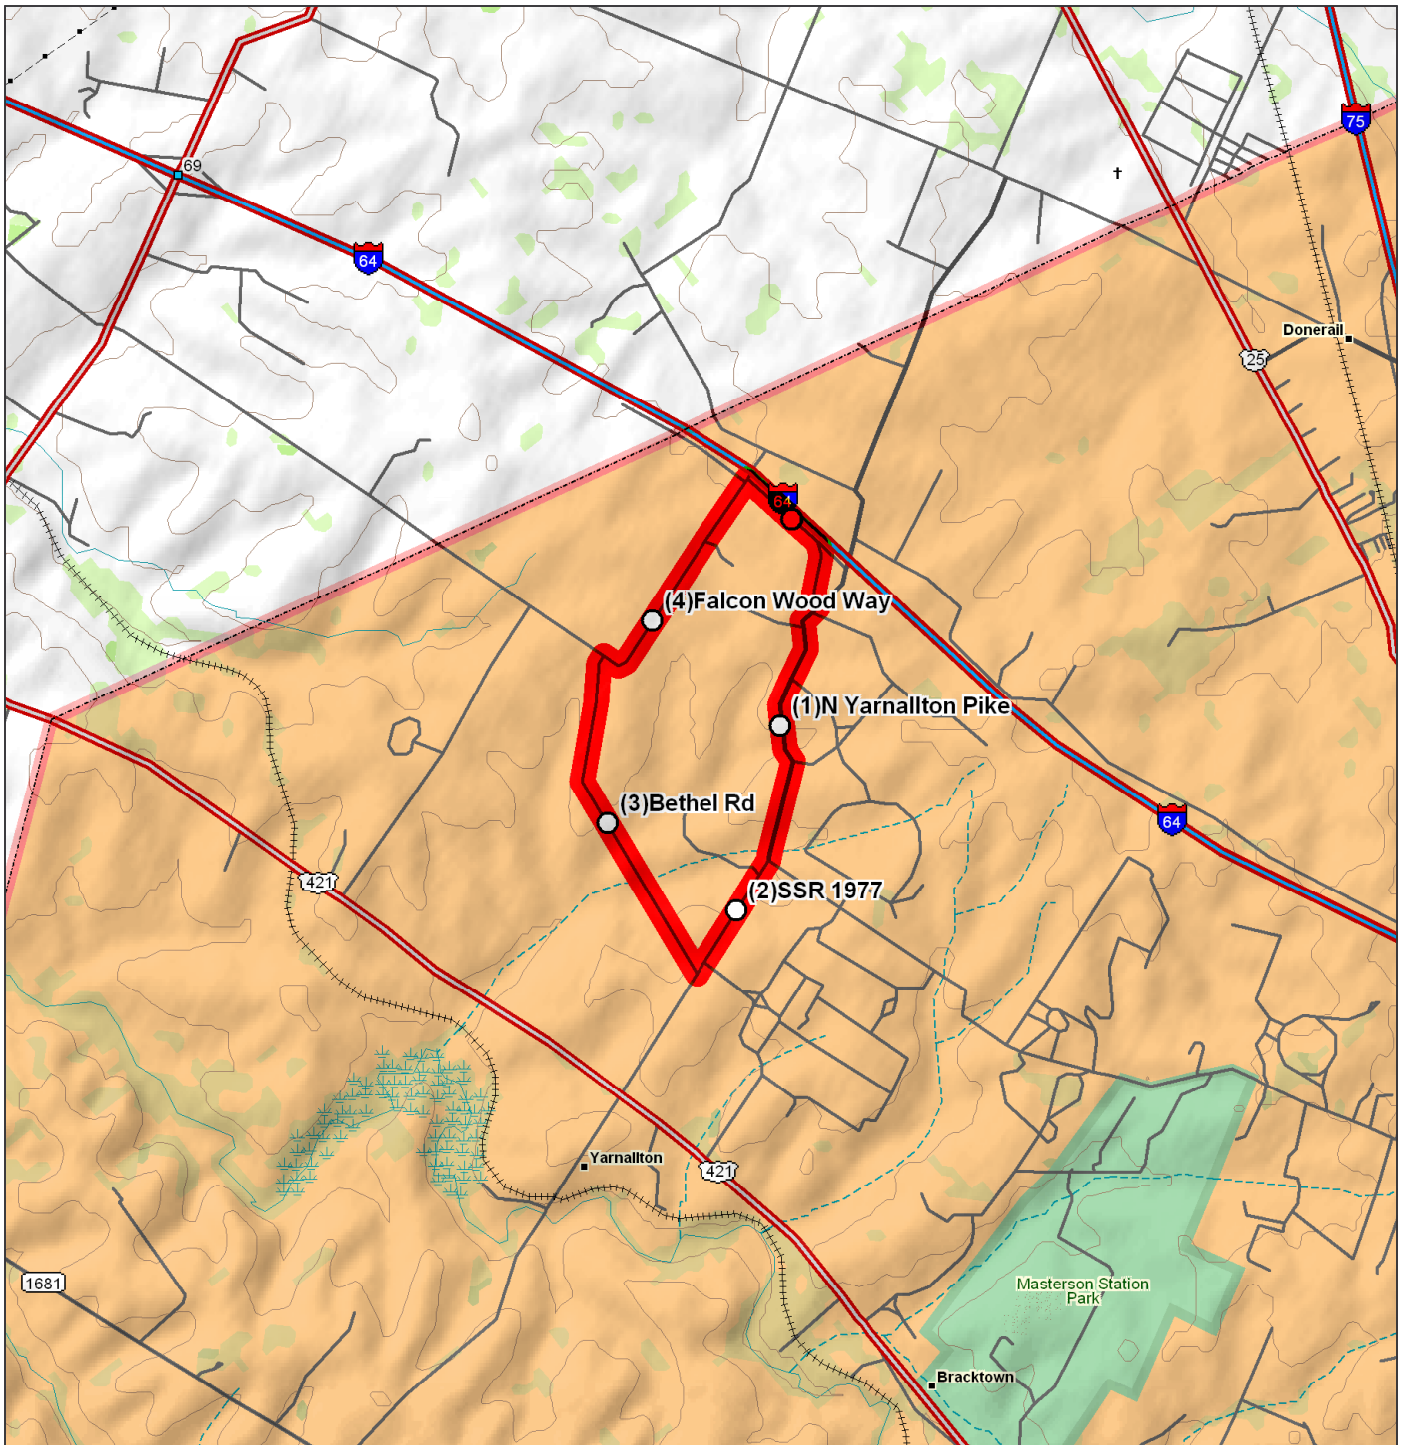 75
69
64
Donerail
25
64
(4)Falcon Wood Way
(1)N Yarnallton Pike
(3)Bethel Rd
64
421
(2)SSR 1977
Yarnallton
421
1681
Masterson Station
Park
Bracktown